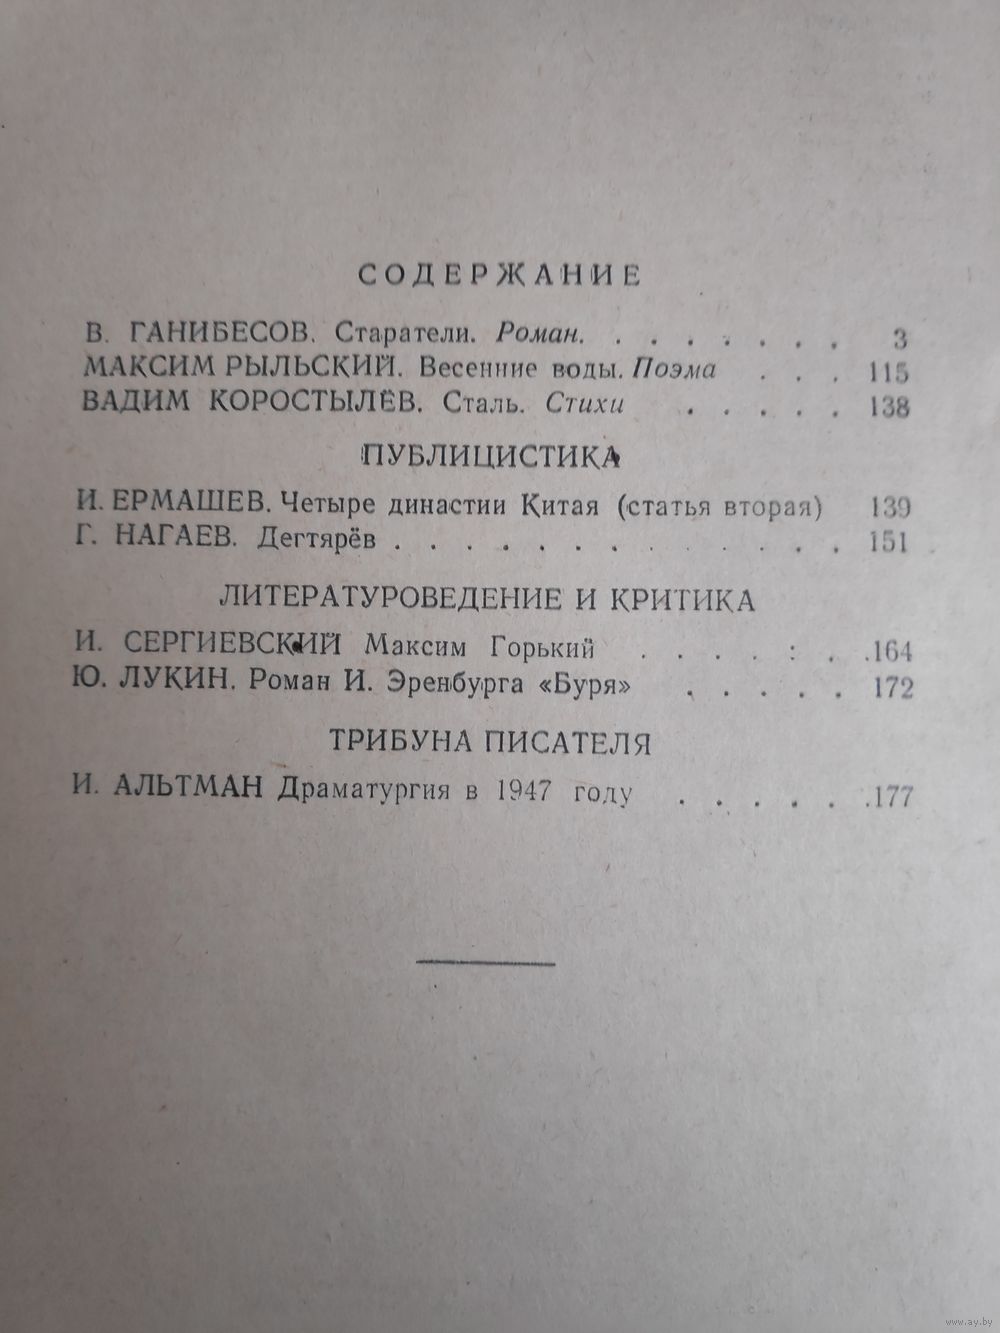 СОДЕРЖАНИЕ
В. ГАНИБЕСОВ. Старатели. Роман. . . . . . . . 3
МАКСИМ РЫЛЬСКИЙ. Весенние воды. Поэма . . . 115
ВАДИМ КОРОСТЫЛЁВ. Сталь. Стихи . . . . . 138
ПУБЛИЦИСТИКА
И. ЕРМАШЕВ. Четыре династии Китая (статья вторая) 139
Г. НАГАЕВ. Дегтярёв . . . . . . . . . . . . . 151
ЛИТЕРАТУРОВЕДЕНИЕ И КРИТИКА
И. СЕРГИЕВСКИЙ Максим Горький . . . . : . .164
Ю. ЛУКИН. Роман И. Эренбурга «Буря» . . . . . 172
ТРИБУНА ПИСАТЕЛЯ
И. АЛЬТМАН Драматургия в 1947 году . . . . . .177
www.ay.by